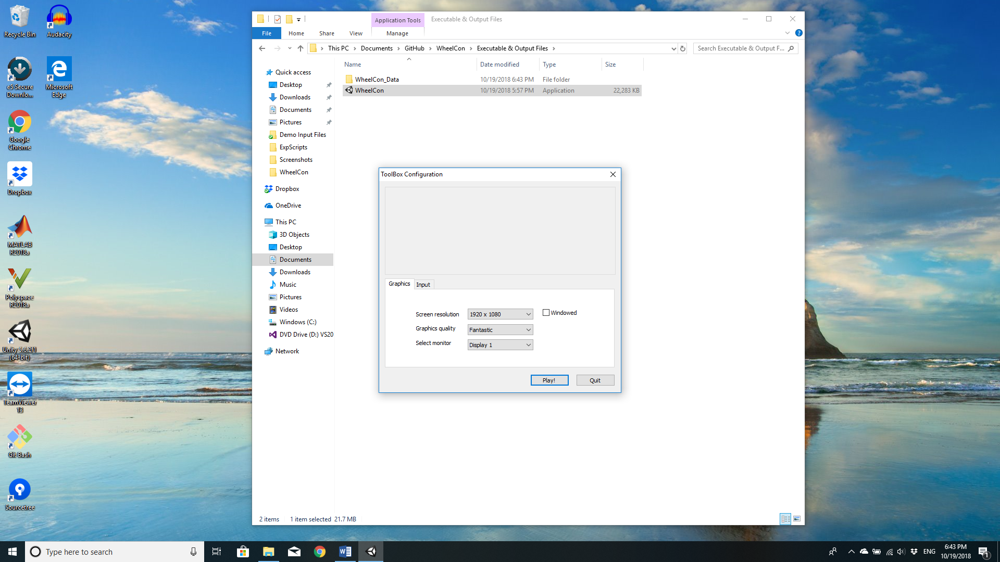 Recycle Bin
Audacity
e5 Secure Downlo...
Microsoft Edge
Google Chrome
Dropbox
MATLAB R2018a
Polyspace R2018a
Unity 5.6.2f1 (64-bit)
TeamViewer 13
Git Bash
Sourcetree
Application Tools
Executable & Output Files
File Home Share View Manage
This PC Documents GitHub WheelCon Executable & Output Files
Search Executable & Output F...
Name Date modified Type Size
WheelCon_Data 10/19/2018 6:43 PM File folder
WheelCon 10/19/2018 5:57 PM Application 22,283 KB
Quick access
Desktop
Downloads
Documents
Pictures
Demo Input Files
ExpScripts
Screenshots
WheelCon
Dropbox
OneDrive
This PC
3D Objects
Desktop
Documents
Downloads
Music
Pictures
Videos
Windows (C:)
DVD Drive (D:) VS20
Network
ToolBox Configuration
Graphics Input
Screen resolution 1920 x 1080 Windowed
Graphics quality Fantastic
Select monitor Display 1
Play! Quit
2 items 1 item selected 21.7 MB
Type here to search
ENG
6:43 PM
10/19/2018
1